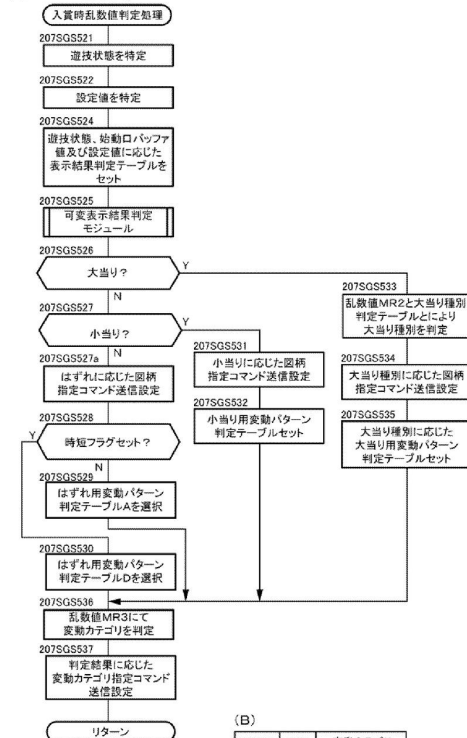 入賞時乱数値判定処理
207SGS521
遊技状態を特定
207SGS522
設定値を特定
207SGS524
遊技状態、始動口バッファ
値及び設定値に応じた
表示結果判定テーブルを
セット
207SGS525
可変表示結果判定
モジュール
207SGS526
大当り?
Y
N
207SGS527
小当り?
Y
N
207SGS527a
はずれに応じた図柄
指定コマンド送信設定
207SGS528
時短フラグセット?
Y
N
207SGS529
はずれ用変動パターン
判定テーブルAを選択
207SGS530
はずれ用変動パターン
判定テーブルDを選択
207SGS531
小当りに応じた図柄
指定コマンド送信設定
207SGS532
小当り用変動パターン
判定テーブルセット
207SGS533
乱数値MR2と大当り種別
判定テーブルとにより
大当り種別を判定
207SGS534
大当り種別に応じた図柄
指定コマンド送信設定
207SGS535
大当り種別に応じた
大当り用変動パターン
判定テーブルセット
207SGS536
乱数値MR3にて
変動カテゴリを判定
207SGS537
判定結果に応じた
変動カテゴリ指定コマンド
送信設定
リターン
(B)